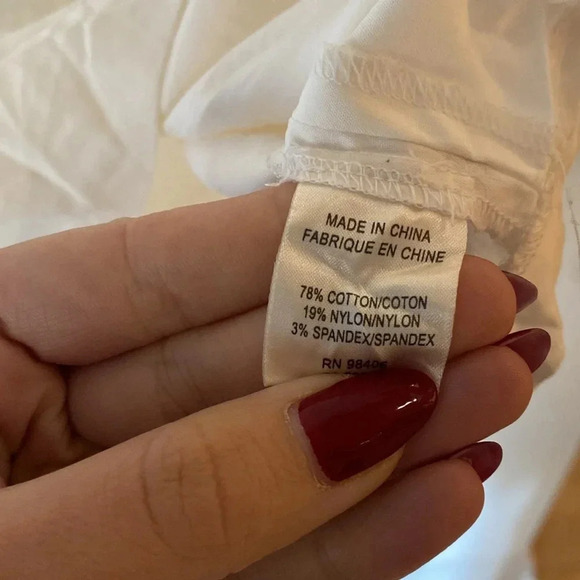 MADE IN CHINA
FABRIQUE EN CHINE
78% COTTON/COTON
19% NYLON/NYLON
3% SPANDEX/SPANDEX
RN